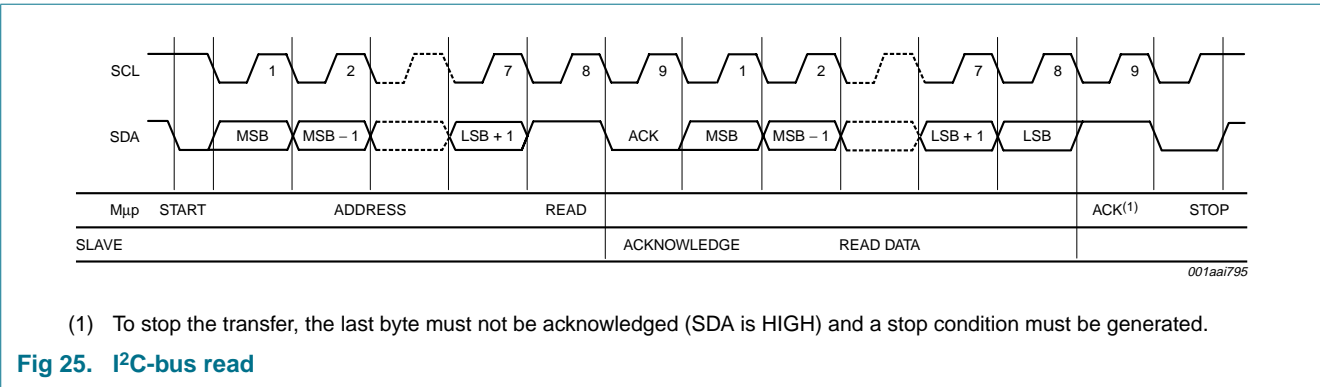 SCL 1 2 7 8 9 1 2 7 8 9
SDA MSB MSB − 1 LSB + 1 ACK MSB MSB − 1 LSB + 1 LSB
Mμp START ADDRESS READ ACK(1) STOP
SLAVE ACKNOWLEDGE READ DATA
001aai795
(1) To stop the transfer, the last byte must not be acknowledged (SDA is HIGH) and a stop condition must be generated.
Fig 25. I²C-bus read